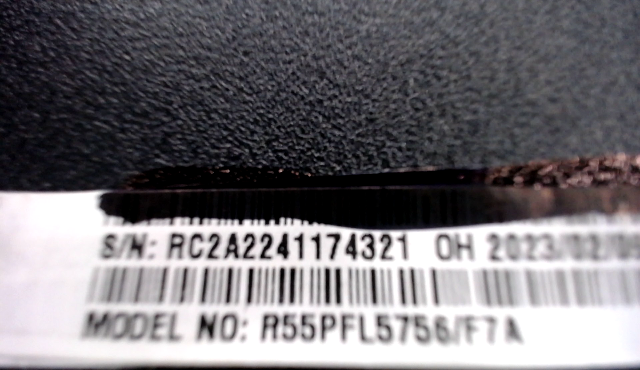 S/N: RC2A2241174321 OH 2023/02/
MODEL NO: R55PFL5756/F7A